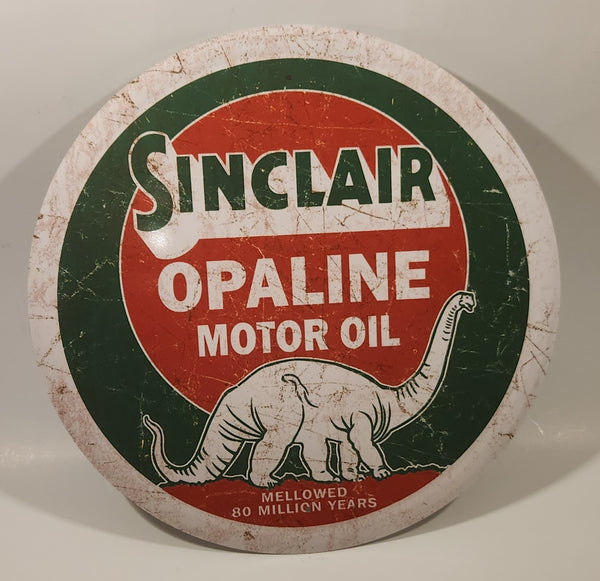 SINCLAIR
OPALINE
MOTOR OIL
MELLOWED
80 MILLION YEARS